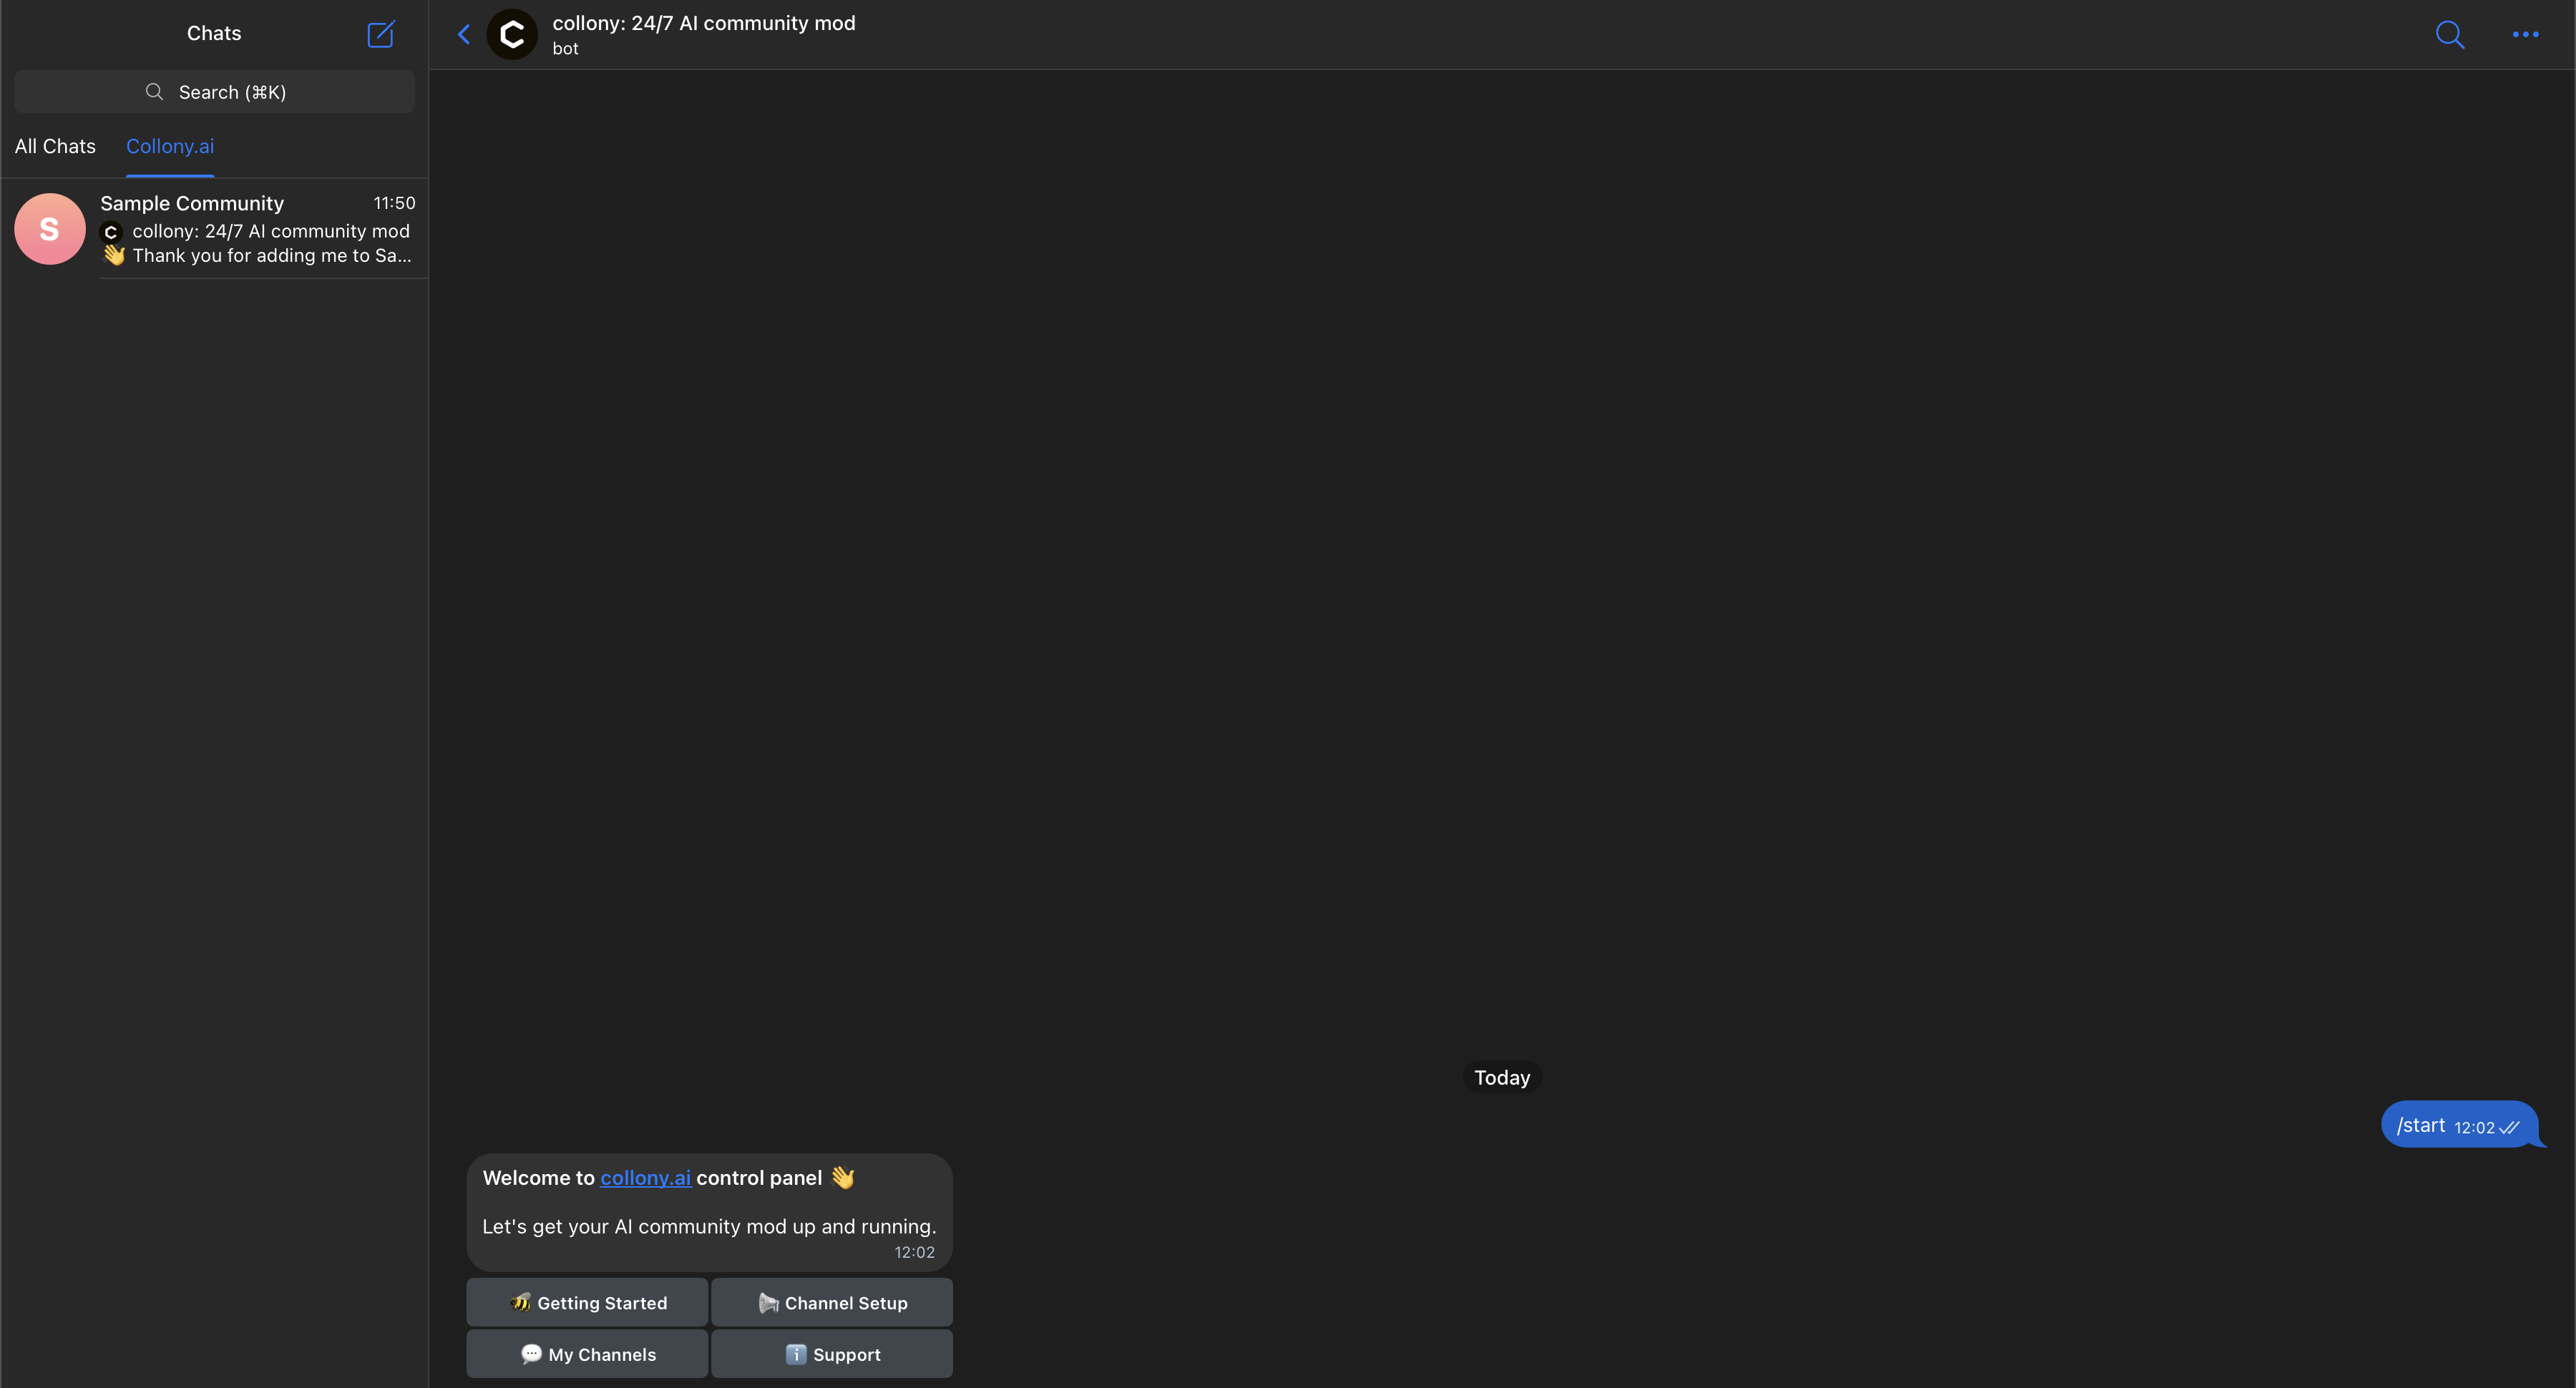 Chats
Search (⌘K)
All Chats Collony.ai
S
Sample Community 11:50
collony: 24/7 AI community mod
👋 Thank you for adding me to Sa...
collony: 24/7 AI community mod
bot
Today
/start 12:02
Welcome to collony.ai control panel 👋
Let's get your AI community mod up and running.
12:02
🐝 Getting Started
📢 Channel Setup
💬 My Channels
ℹ️ Support